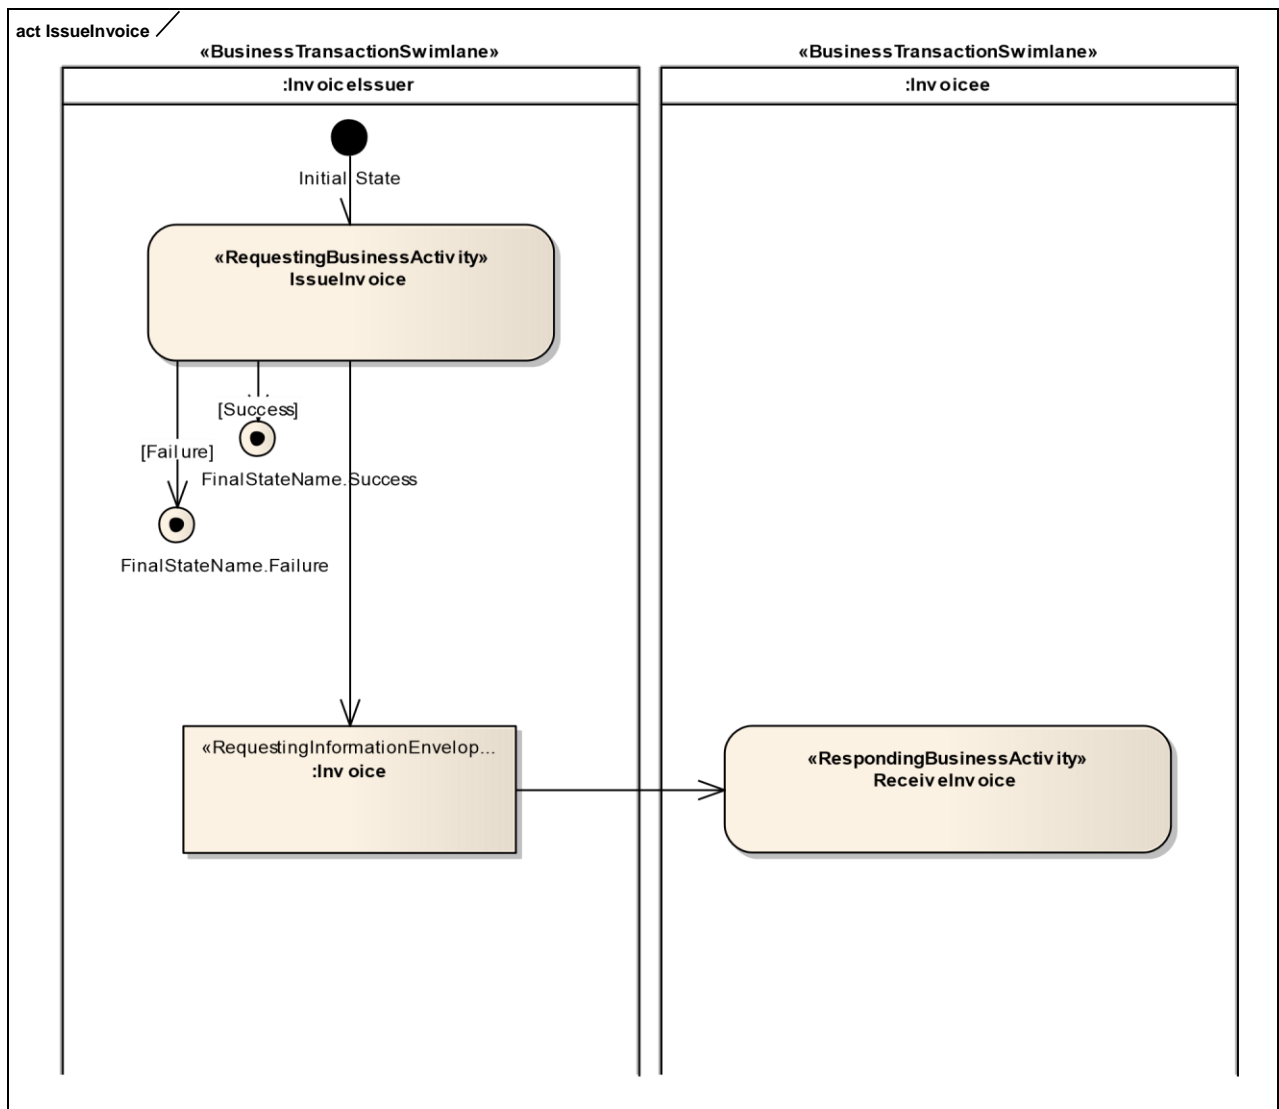 act IssueInvoice
«BusinessTransactionSwimlane»
«BusinessTransactionSwimlane»
:InvoiceIssuer
:Invoicee
Initial State
«RequestingBusinessActivity»
IssueInvoice
[Success]
[Failure]
FinalStateName.Success
FinalStateName.Failure
«RequestingInformationEnvelop...
:Invoice
«RespondingBusinessActivity»
ReceiveInvoice